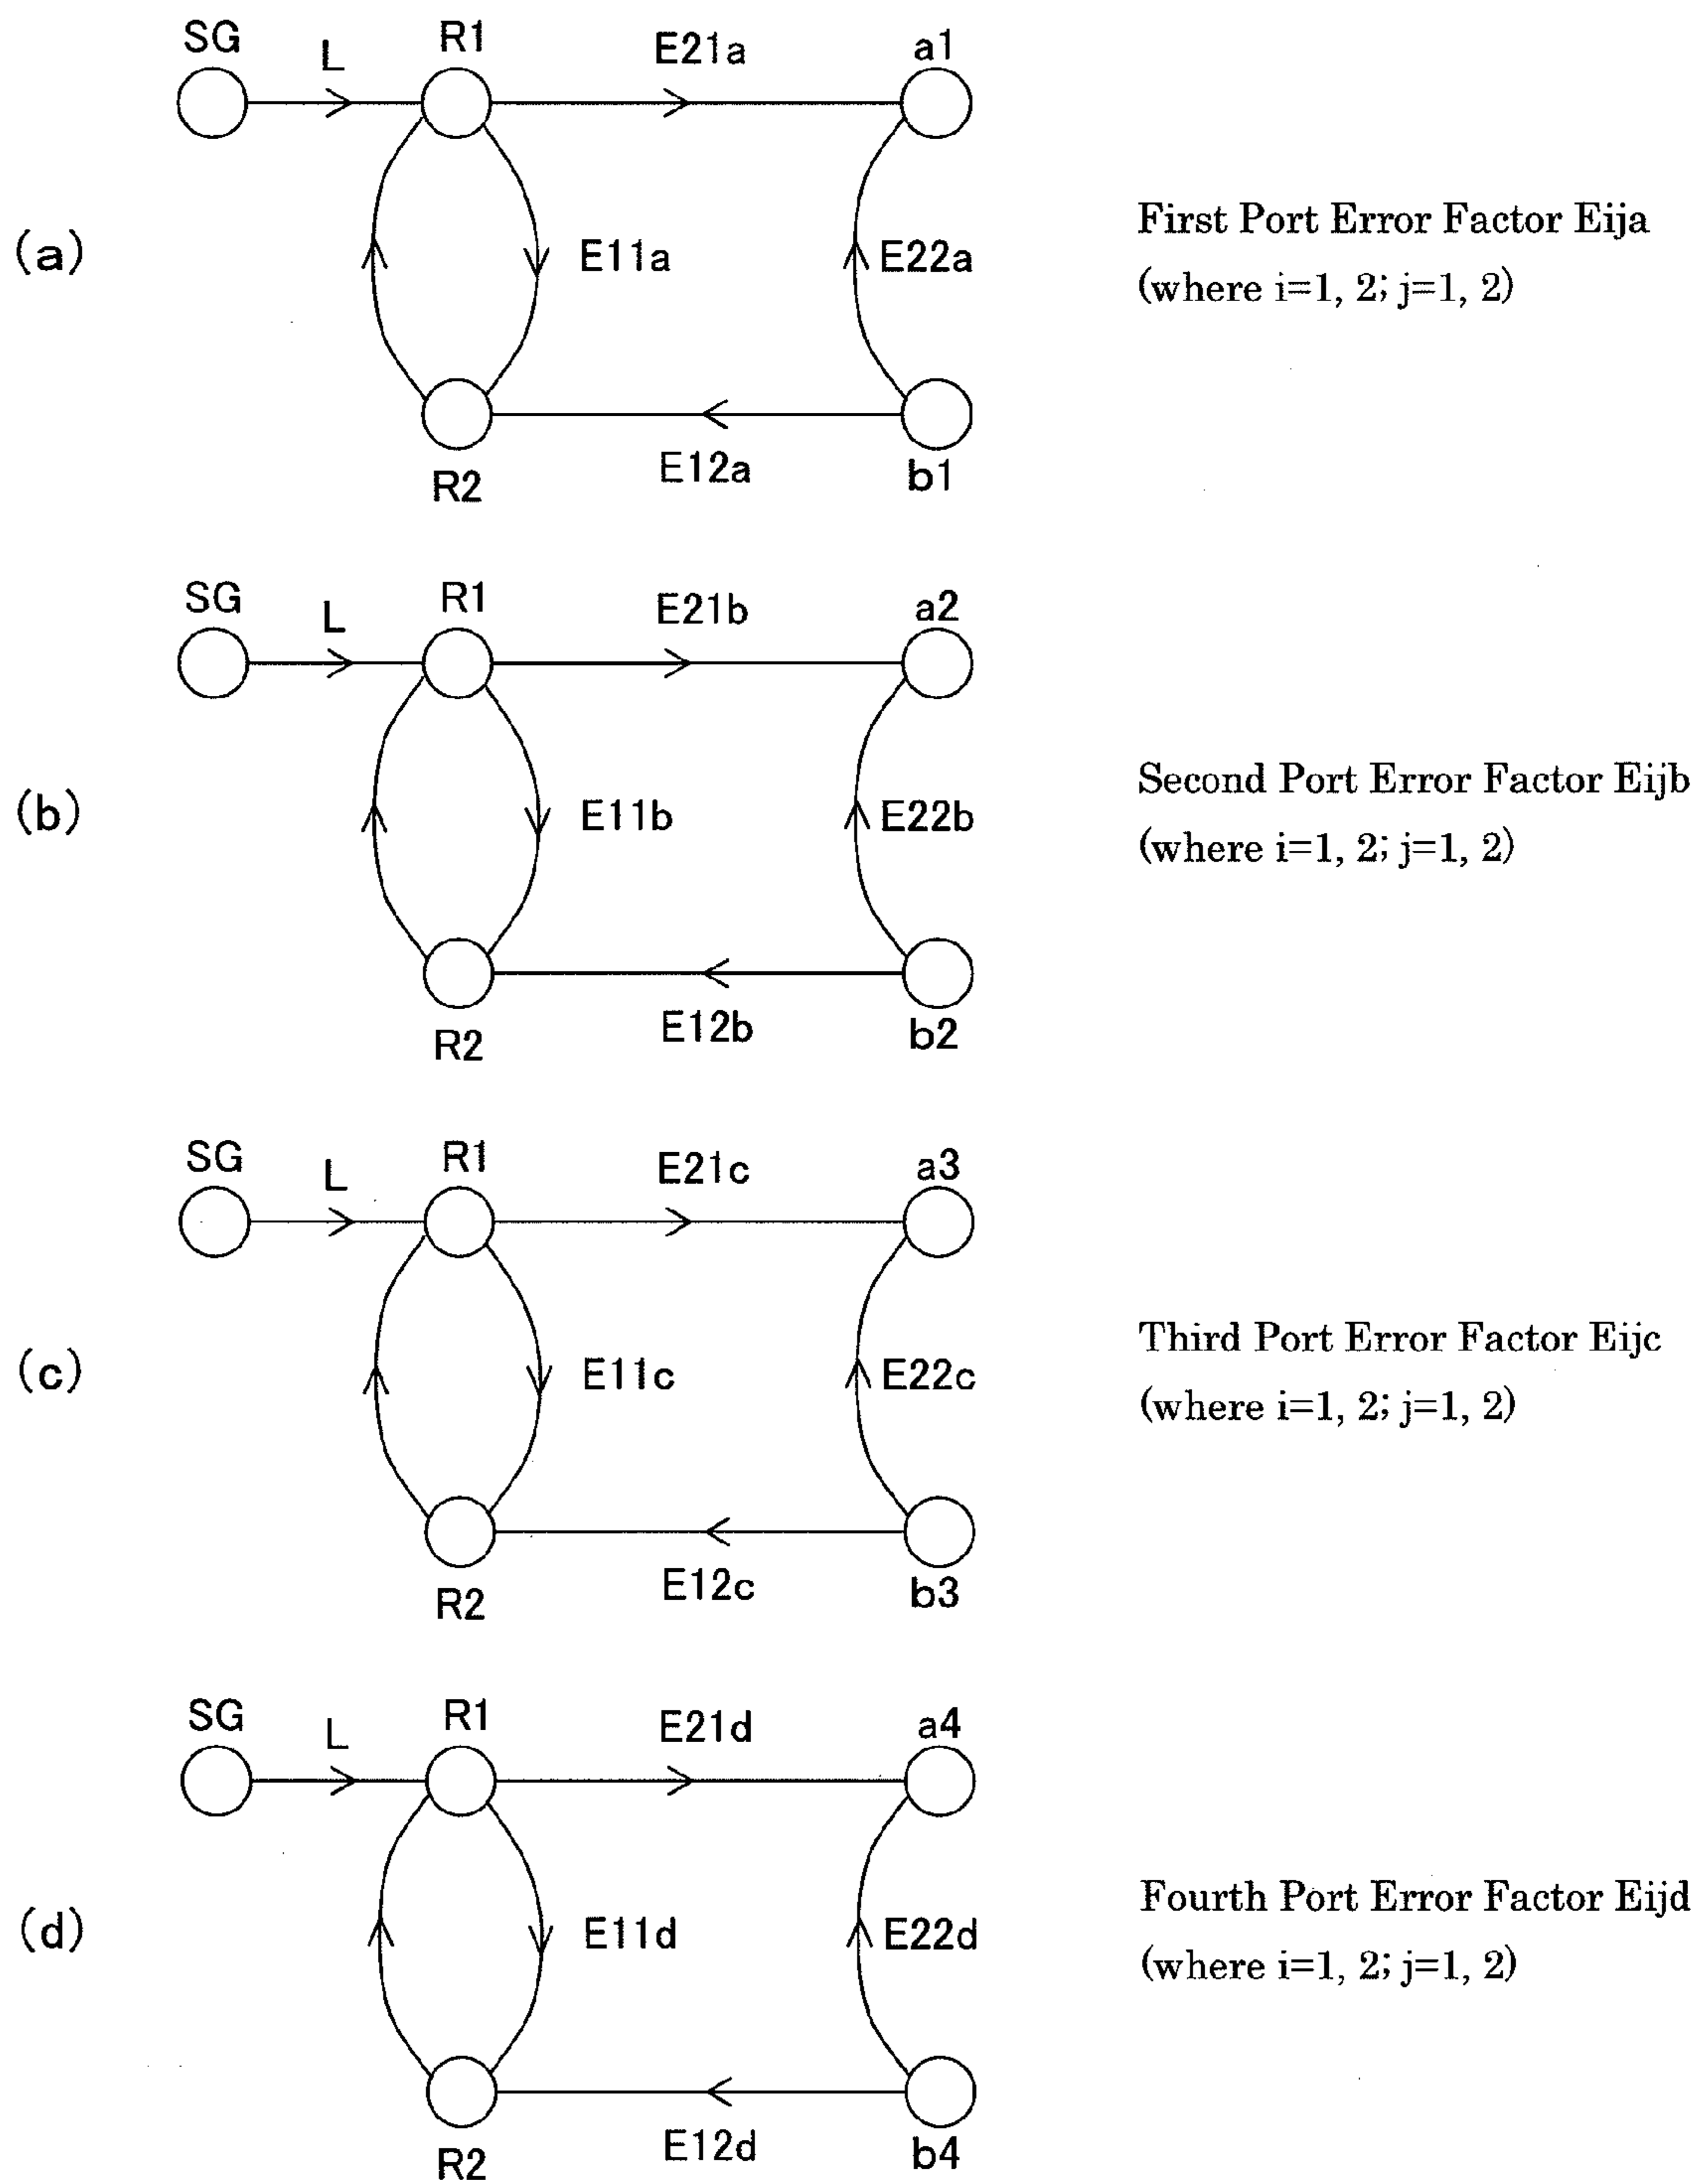 SG
L
R1
E21a
a1
(a)
E11a
E22a
First Port Error Factor Eija
(where i=1, 2; j=1, 2)
R2
E12a
b1
SG
L
R1
E21b
a2
(b)
E11b
E22b
Second Port Error Factor Eijb
(where i=1, 2; j=1, 2)
R2
E12b
b2
SG
L
R1
E21c
a3
(c)
E11c
E22c
Third Port Error Factor Eijc
(where i=1, 2; j=1, 2)
R2
E12c
b3
SG
L
R1
E21d
a4
(d)
E11d
E22d
Fourth Port Error Factor Eijd
(where i=1, 2; j=1, 2)
R2
E12d
b4